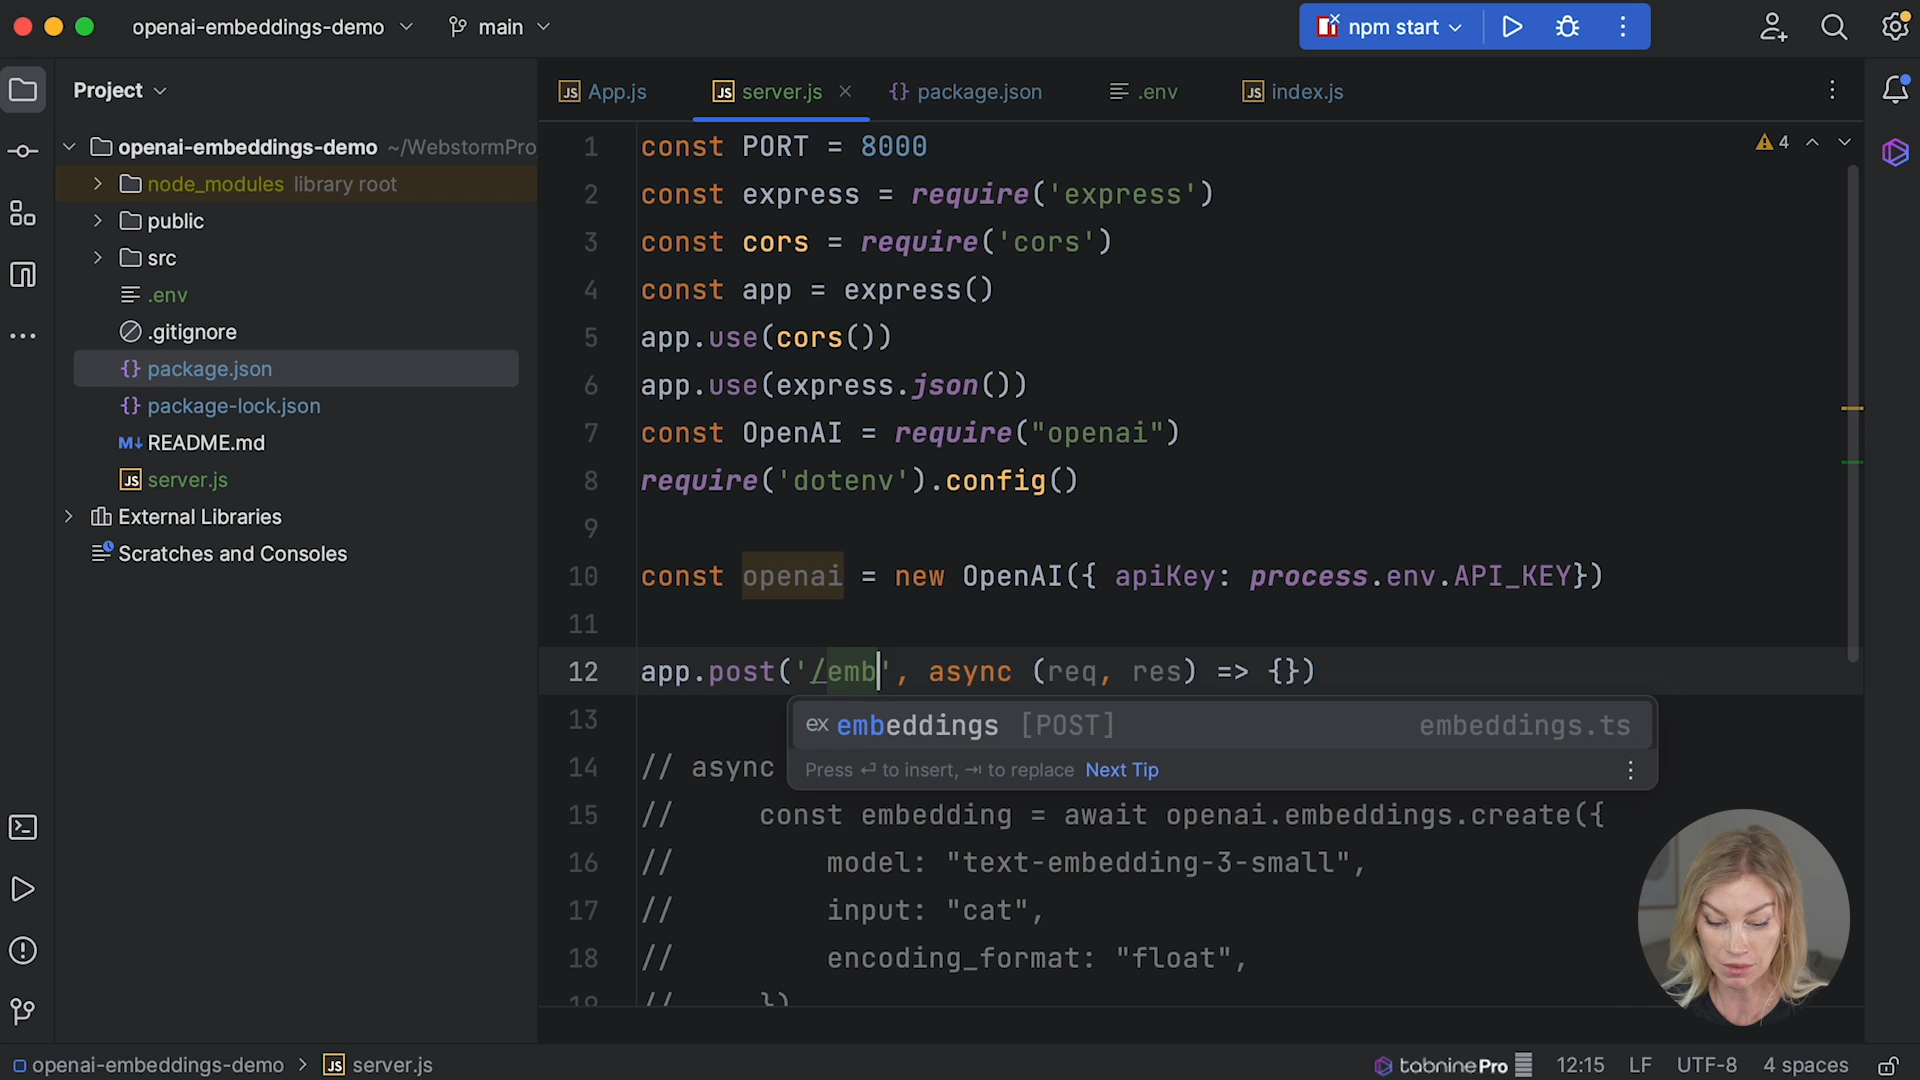 openai-embeddings-demo
main
npm start
Project
App.js
server.js
package.json
.env
index.js
openai-embeddings-demo ~/WebstormPro
node_modules library root
public
src
.env
.gitignore
package.json
package-lock.json
M↓ README.md
JS server.js
External Libraries
Scratches and Consoles
4
1 const PORT = 8000
2 const express = require('express')
3 const cors = require('cors')
4 const app = express()
5 app.use(cors())
6 app.use(express.json())
7 const OpenAI = require("openai")
8 require('dotenv').config()
9
10 const openai = new OpenAI({ apiKey: process.env.API_KEY})
11
12 app.post('/emb', async (req, res) => {})
ex embeddings [POST] embeddings.ts
Press ⏎ to insert, ⇥ to replace Next Tip
13
14 // async
15 // const embedding = await openai.embeddings.create({
16 // model: "text-embedding-3-small",
17 // input: "cat",
18 // encoding_format: "float",
19 // })
openai-embeddings-demo > JS server.js
tabninePro 12:15 LF UTF-8 4 spaces